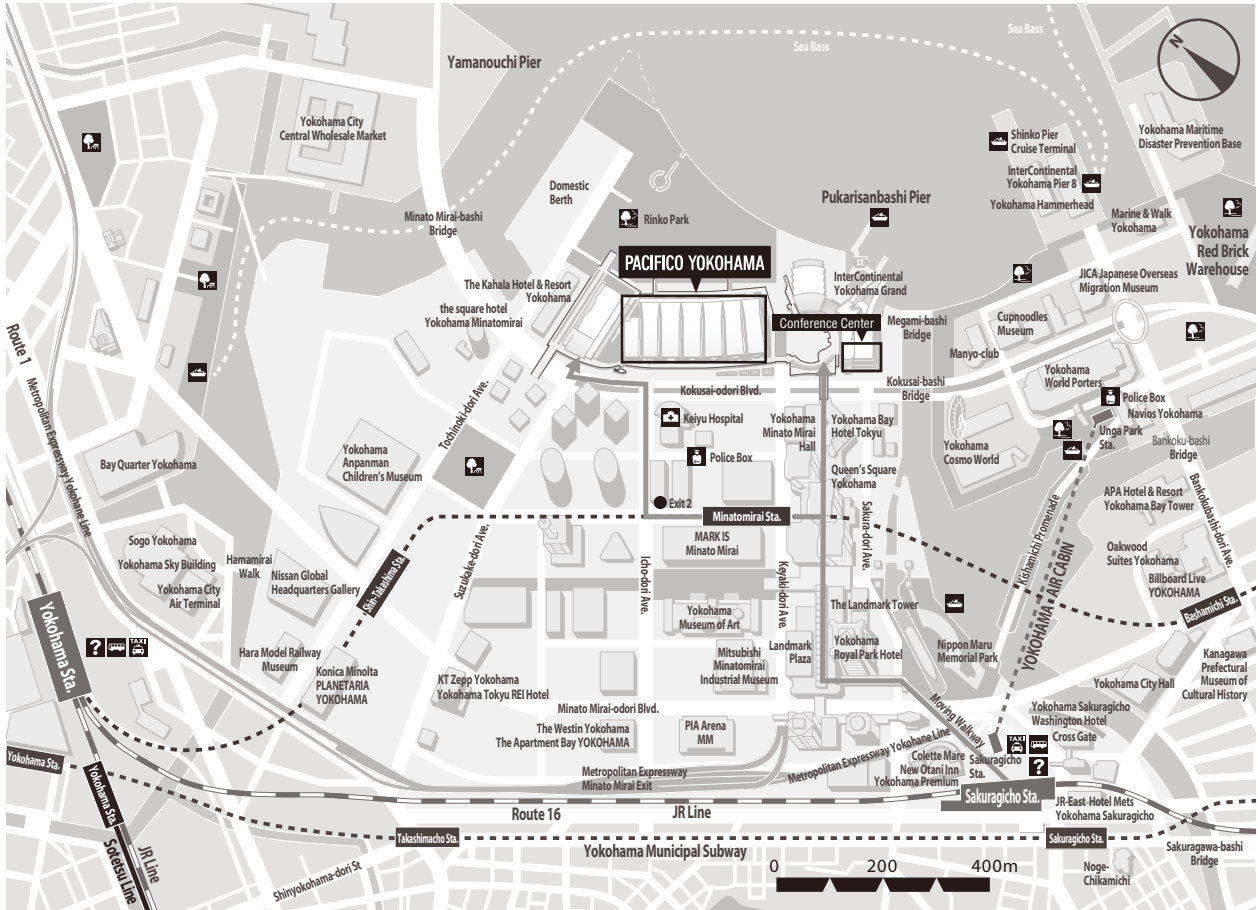 Sea Bass
Sea Bass
N
Yamanouchi Pier
Yokohama City
Central Wholesale Market
Shinko Pier
Cruise Terminal
Yokohama Maritime
Disaster Prevention Base
InterContinental
Yokohama Pier 8
Yokohama Hammerhead
Domestic
Berth
Pukarisanbashi Pier
Minato Mirai-bashi
Bridge
Rinko Park
Marine & Walk
Yokohama
Yokohama
Red Brick
Warehouse
PACIFICO YOKOHAMA
The Kahala Hotel & Resort
Yokohama
InterContinental
Yokohama Grand
JICA Japanese Overseas
Migration Museum
the square hotel
Yokohama Minatomirai
Conference Center
Megami-bashi
Bridge
Cupnoodles
Museum
Manyo-club
Route 1
Metropolitan Expressway Yokohane Line
Tochinoki-dori Ave.
Kokusai-odori Blvd.
Kokusai-bashi
Bridge
Yokohama
World Porters
Police Box
Navios Yokohama
Keiyu Hospital
Yokohama
Minato Mirai
Hall
Yokohama Bay
Hotel Tokyu
Unga Park
Sta.
Bankoku-bashi
Bridge
Yokohama
Cosmo World
Bay Quarter Yokohama
Yokohama
Anpanman
Children's Museum
Police Box
Queen's Square
Yokohama
Bankokubashi-dori Ave.
APA Hotel & Resort
Yokohama Bay Tower
Exit 2
Minatomirai Sta.
Sakura-dori Ave.
Kishamichi Promenade
YOKOHAMA AIR CABIN
Sogo Yokohama
Yokohama Sky Building
Yokohama City
Air Terminal
Hamamirai
Walk
Nissan Global
Headquarters Gallery
Shin-Takashima Sta.
Suzukake-dori Ave.
MARK IS
Minato Mirai
Oakwood
Suites Yokohama
Billboard Live
YOKOHAMA
Icho-dori Ave.
Keyaki-dori Ave.
Bashamichi Sta.
Yokohama Sta.
?
TAXI
Yokohama
Museum of Art
The Landmark Tower
Hara Model Railway
Museum
Konica Minolta
PLANETARIA
YOKOHAMA
Mitsubishi
Minatomirai
Industrial Museum
Landmark
Plaza
Yokohama
Royal Park Hotel
Nippon Maru
Memorial Park
Kanagawa
Prefectural
Museum of
Cultural History
KT Zepp Yokohama
Yokohama Tokyu REI Hotel
Yokohama City Hall
Minato Mirai-odori Blvd.
Moving Walkway
Yokohama Sakuragicho
Washington Hotel
The Westin Yokohama
The Apartment Bay YOKOHAMA
PIA Arena
MM
TAXI
Cross Gate
Yokohama Sta.
Yokohama Sta.
Metropolitan Expressway
Minato Mirai Exit
Metropolitan Expressway Yokohane Line
Colette Mare
New Otani Inn
Yokohama Premium
Sakuragicho
Sta.
?
Sakuragicho Sta.
JR-East Hotel Mets
Yokohama Sakuragicho
Route 16
JR Line
Takashimacho Sta.
Yokohama Municipal Subway
Sakuragicho Sta.
Sakuragawa-bashi
Bridge
Sotetsu Line
JR Line
Shinyokohama-dori St
0
200
400m
Noge-
Chikamichi